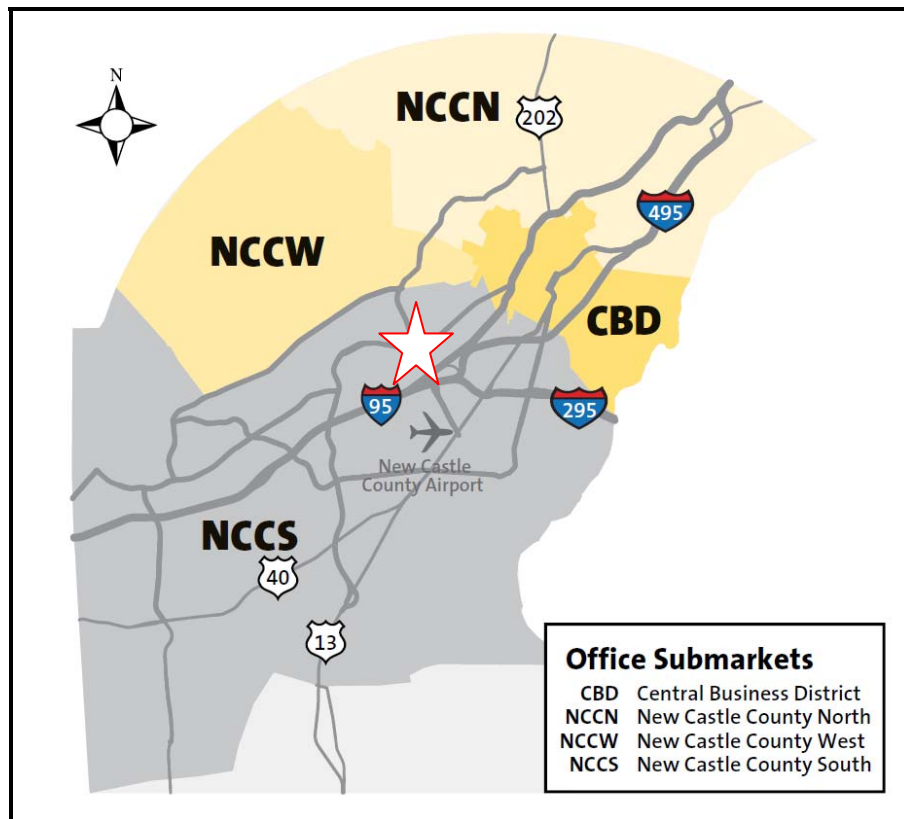 N
NCCN
202
495
NCCW
CBD
95
295
New Castle
County Airport
NCCS
40
13
Office Submarkets
CBD Central Business District
NCCN New Castle County North
NCCW New Castle County West
NCCS New Castle County South